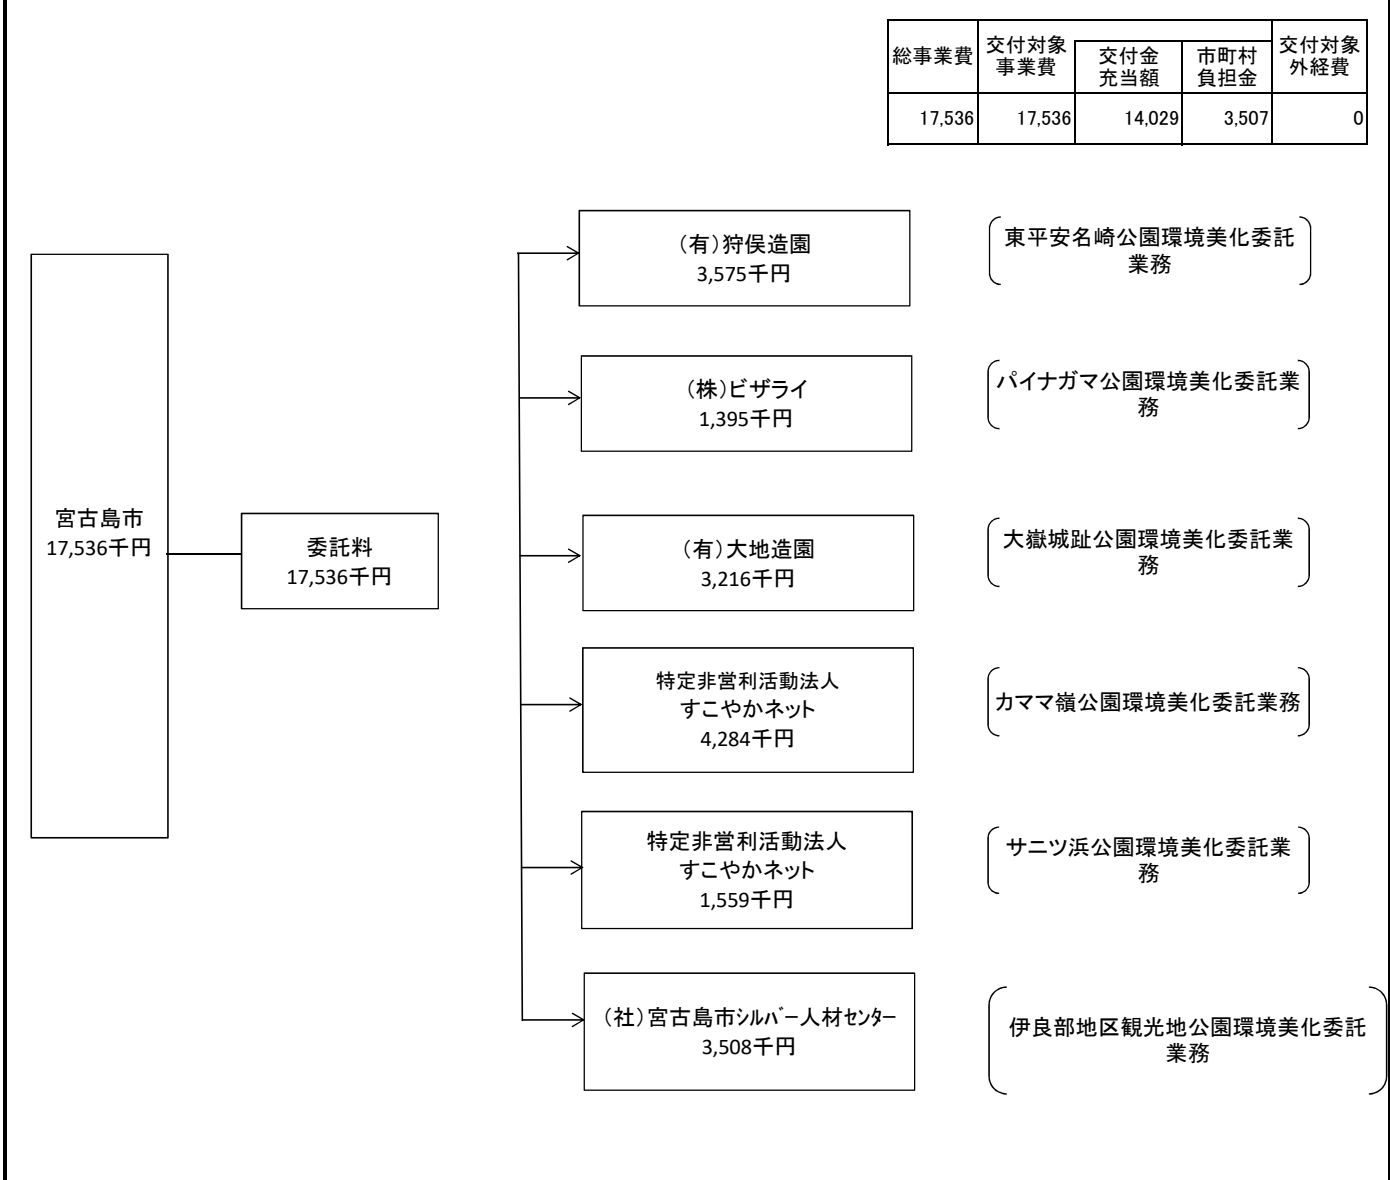 総事業費
交付対象
事業費
交付金
充当額
市町村
負担金
交付対象
外経費
17,536
17,536
14,029
3,507
0
宮古島市
17,536千円
委託料
17,536千円
（有）狩俣造園
3,575千円
東平安名崎公園環境美化委託
業務
（株）ビザライ
1,395千円
パイナガマ公園環境美化委託業
務
（有）大地造園
3,216千円
大嶽城趾公園環境美化委託業
務
特定非営利活動法人
すこやかネット
4,284千円
カママ嶺公園環境美化委託業務
特定非営利活動法人
すこやかネット
1,559千円
サニツ浜公園環境美化委託業
務
（社）宮古島市ｼﾙﾊﾞｰ人材ｾﾝﾀｰ
3,508千円
伊良部地区観光地公園環境美化委託
業務